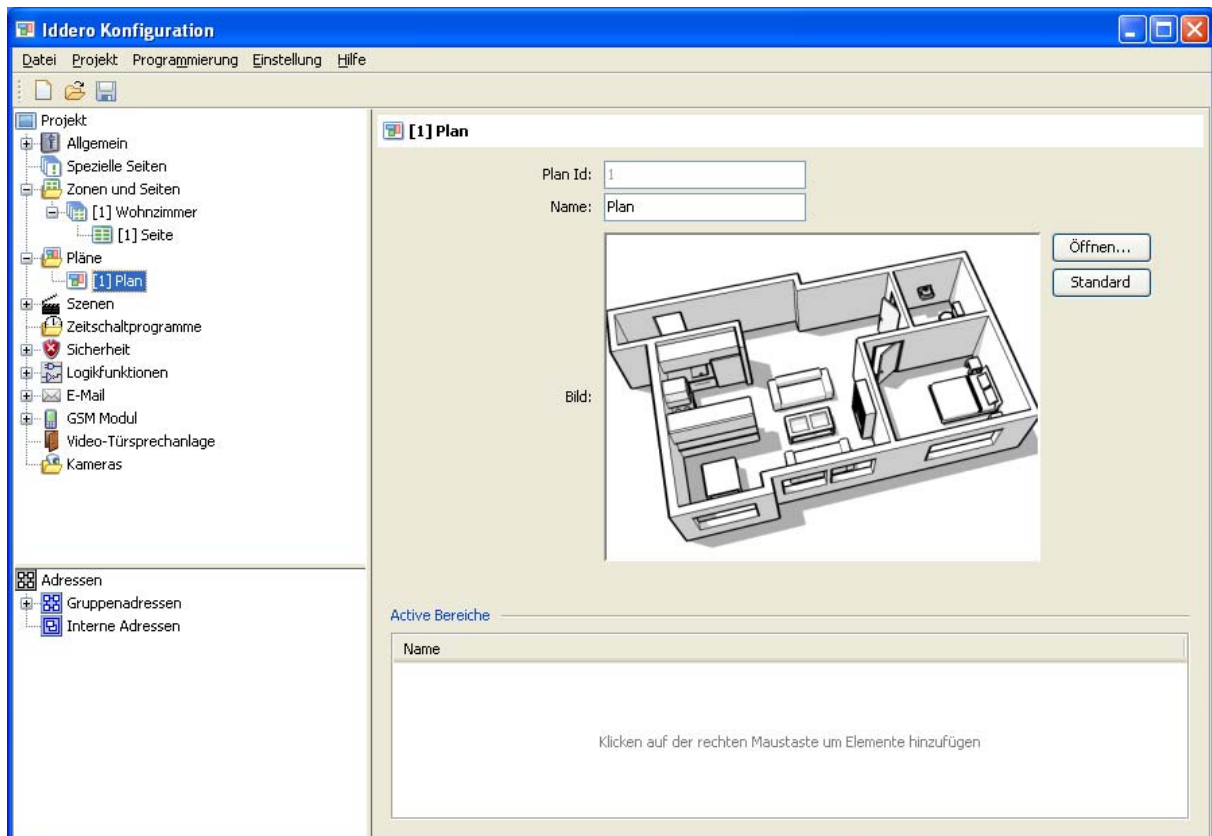 Iddero Konfiguration
Datei Projekt Programmierung Einstellung Hilfe
Projekt
Allgemein
Spezielle Seiten
Zonen und Seiten
[1] Wohnzimmer
[1] Seite
Pläne
[1] Plan
Szenen
Zeitschaltprogramme
Sicherheit
Logikfunktionen
E-Mail
GSM Modul
Video-Türsprechanlage
Kameras
Adressen
Gruppenadressen
Interne Adressen
[1] Plan
Plan Id: 1
Name: Plan
Bild:
Öffnen...
Standard
Active Bereiche
Name
Klicken auf der rechten Maustaste um Elemente hinzufügen